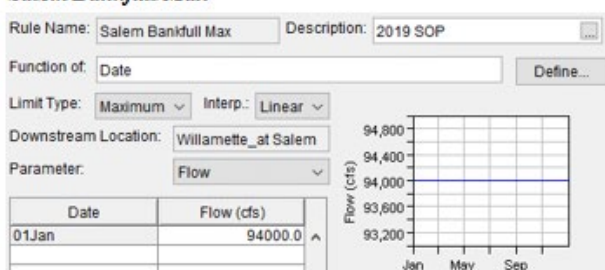 Rule Name: Salem Bankfull Max Description: 2019 SOP ...
Function of: Date Define...
Limit Type: Maximum Interp.: Linear
Downstream Location: Willamette_at Salem
Parameter: Flow
Date Flow (cfs)
01Jan 94000.0
94,800
94,400
94,000
93,600
93,200
Flow (cfs)
Jan May Sep